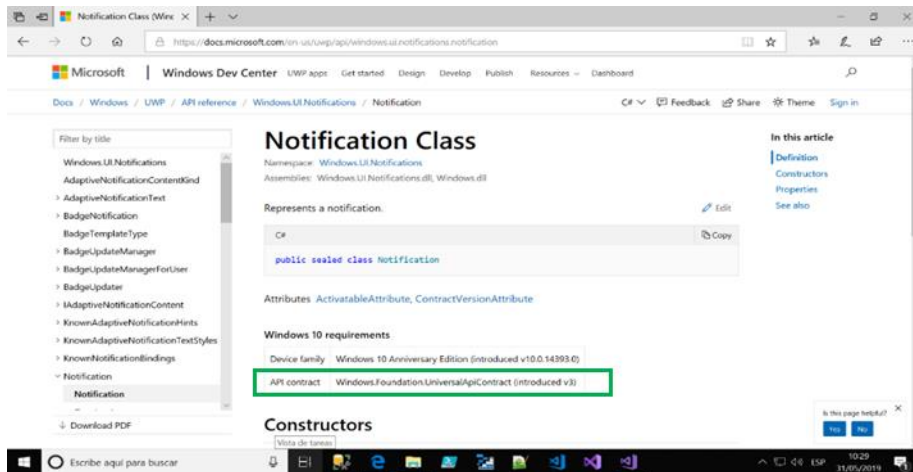 Notification Class (Winc
https://docs.microsoft.com/en-us/uwp/api/windows.ui.notifications.notification
Microsoft | Windows Dev Center UWP apps Get started Design Develop Publish Resources Dashboard
Docs / Windows / UWP / API reference / Windows.UI.Notifications / Notification C# Feedback Share Theme Sign in
Filter by title
Windows.UI.Notifications
AdaptiveNotificationContentKind
AdaptiveNotificationText
BadgeNotification
BadgeTemplateType
BadgeUpdateManager
BadgeUpdateManagerForUser
BadgeUpdater
IAdaptiveNotificationContent
KnownAdaptiveNotificationHints
KnownAdaptiveNotificationTextStyles
KnownNotificationBindings
Notification
Notification
Download PDF
Notification Class
Namespace: Windows.UI.Notifications
Assemblies: Windows.UI.Notifications.dll, Windows.dll
Represents a notification.
Edit
C# Copy
public sealed class Notification
Attributes ActivatableAttribute, ContractVersionAttribute
Windows 10 requirements
Device family Windows 10 Anniversary Edition (introduced v10.0.14393.0)
API contract Windows.Foundation.UniversalApiContract (introduced v3)
Constructors
Vista de tareas
In this article
Definition
Constructors
Properties
See also
Is this page helpful?
Yes No
Escribe aquí para buscar
ESP
10:29
31/05/2019